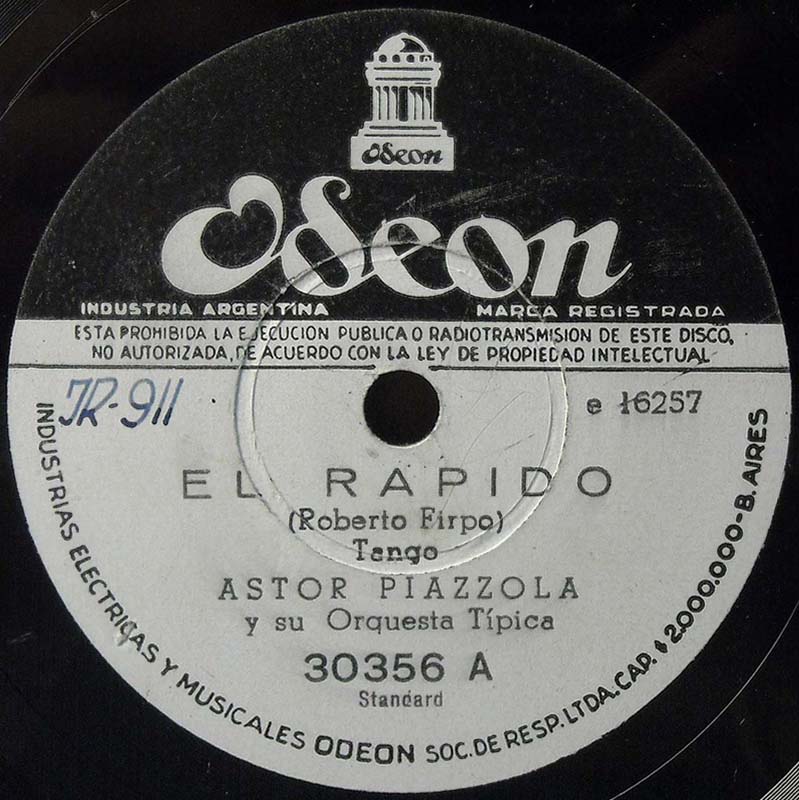 Odeon
Odeon
INDUSTRIA ARGENTINA MARCA REGISTRADA
ESTA PROHIBIDA LA EJECUCION PUBLICA O RADIOTRANSMISION DE ESTE DISCO,
NO AUTORIZADA, DE ACUERDO CON LA LEY DE PROPIEDAD INTELECTUAL
JR-911
e 16257
EL RAPIDO
(Roberto Firpo)
Tango
ASTOR PIAZZOLA
y su Orquesta Típica
30356 A
Standard
INDUSTRIAS ELECTRICAS Y MUSICALES ODEON SOC. DE RESP. LTDA. CAP. $ 2.000.000-B. AIRES